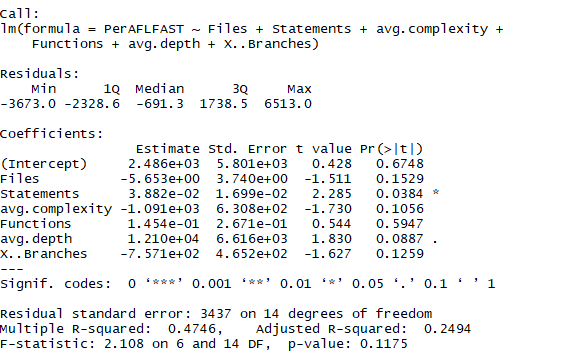 Call:
lm(formula = PerAFLFAST ~ Files + Statements + avg.complexity +
    Functions + avg.depth + X..Branches)
Residuals:
    Min      1Q  Median      3Q     Max
-3673.0 -2328.6  -691.3  1738.5  6513.0
Coefficients:
                 Estimate Std. Error t value Pr(>|t|)
(Intercept)     2.486e+03  5.801e+03   0.428   0.6748
Files          -5.653e+00  3.740e+00  -1.511   0.1529
Statements      3.882e-02  1.699e-02   2.285   0.0384 *
avg.complexity -1.091e+03  6.308e+02  -1.730   0.1056
Functions       1.454e-01  2.671e-01   0.544   0.5947
avg.depth       1.210e+04  6.616e+03   1.830   0.0887 .
X..Branches    -7.571e+02  4.652e+02  -1.627   0.1259
---
Signif. codes:  0 ‘***’ 0.001 ‘**’ 0.01 ‘*’ 0.05 ‘.’ 0.1 ‘ ’ 1
Residual standard error: 3437 on 14 degrees of freedom
Multiple R-squared:  0.4746,	Adjusted R-squared:  0.2494
F-statistic: 2.108 on 6 and 14 DF,  p-value: 0.1175